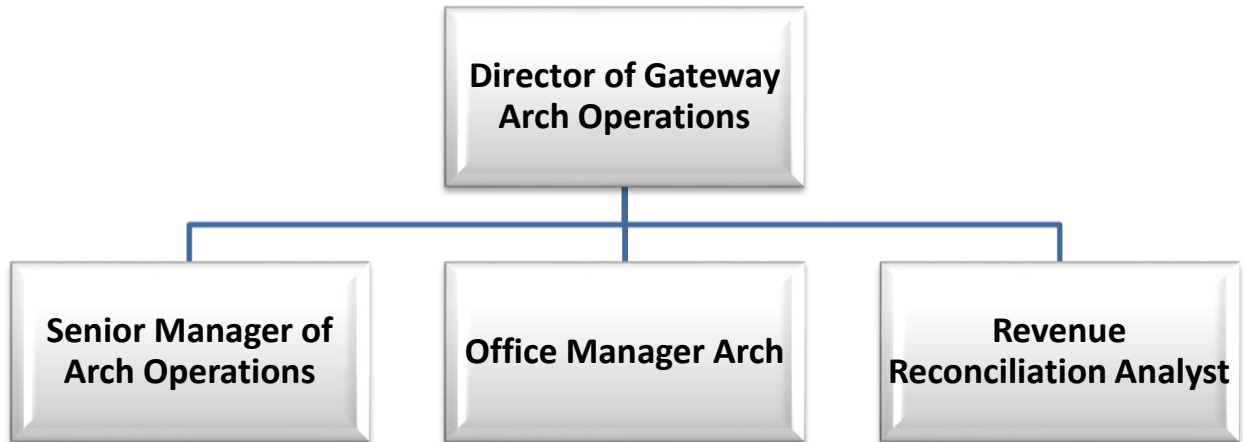 Director of Gateway
Arch Operations
Senior Manager of
Arch Operations
Office Manager Arch
Revenue
Reconciliation Analyst